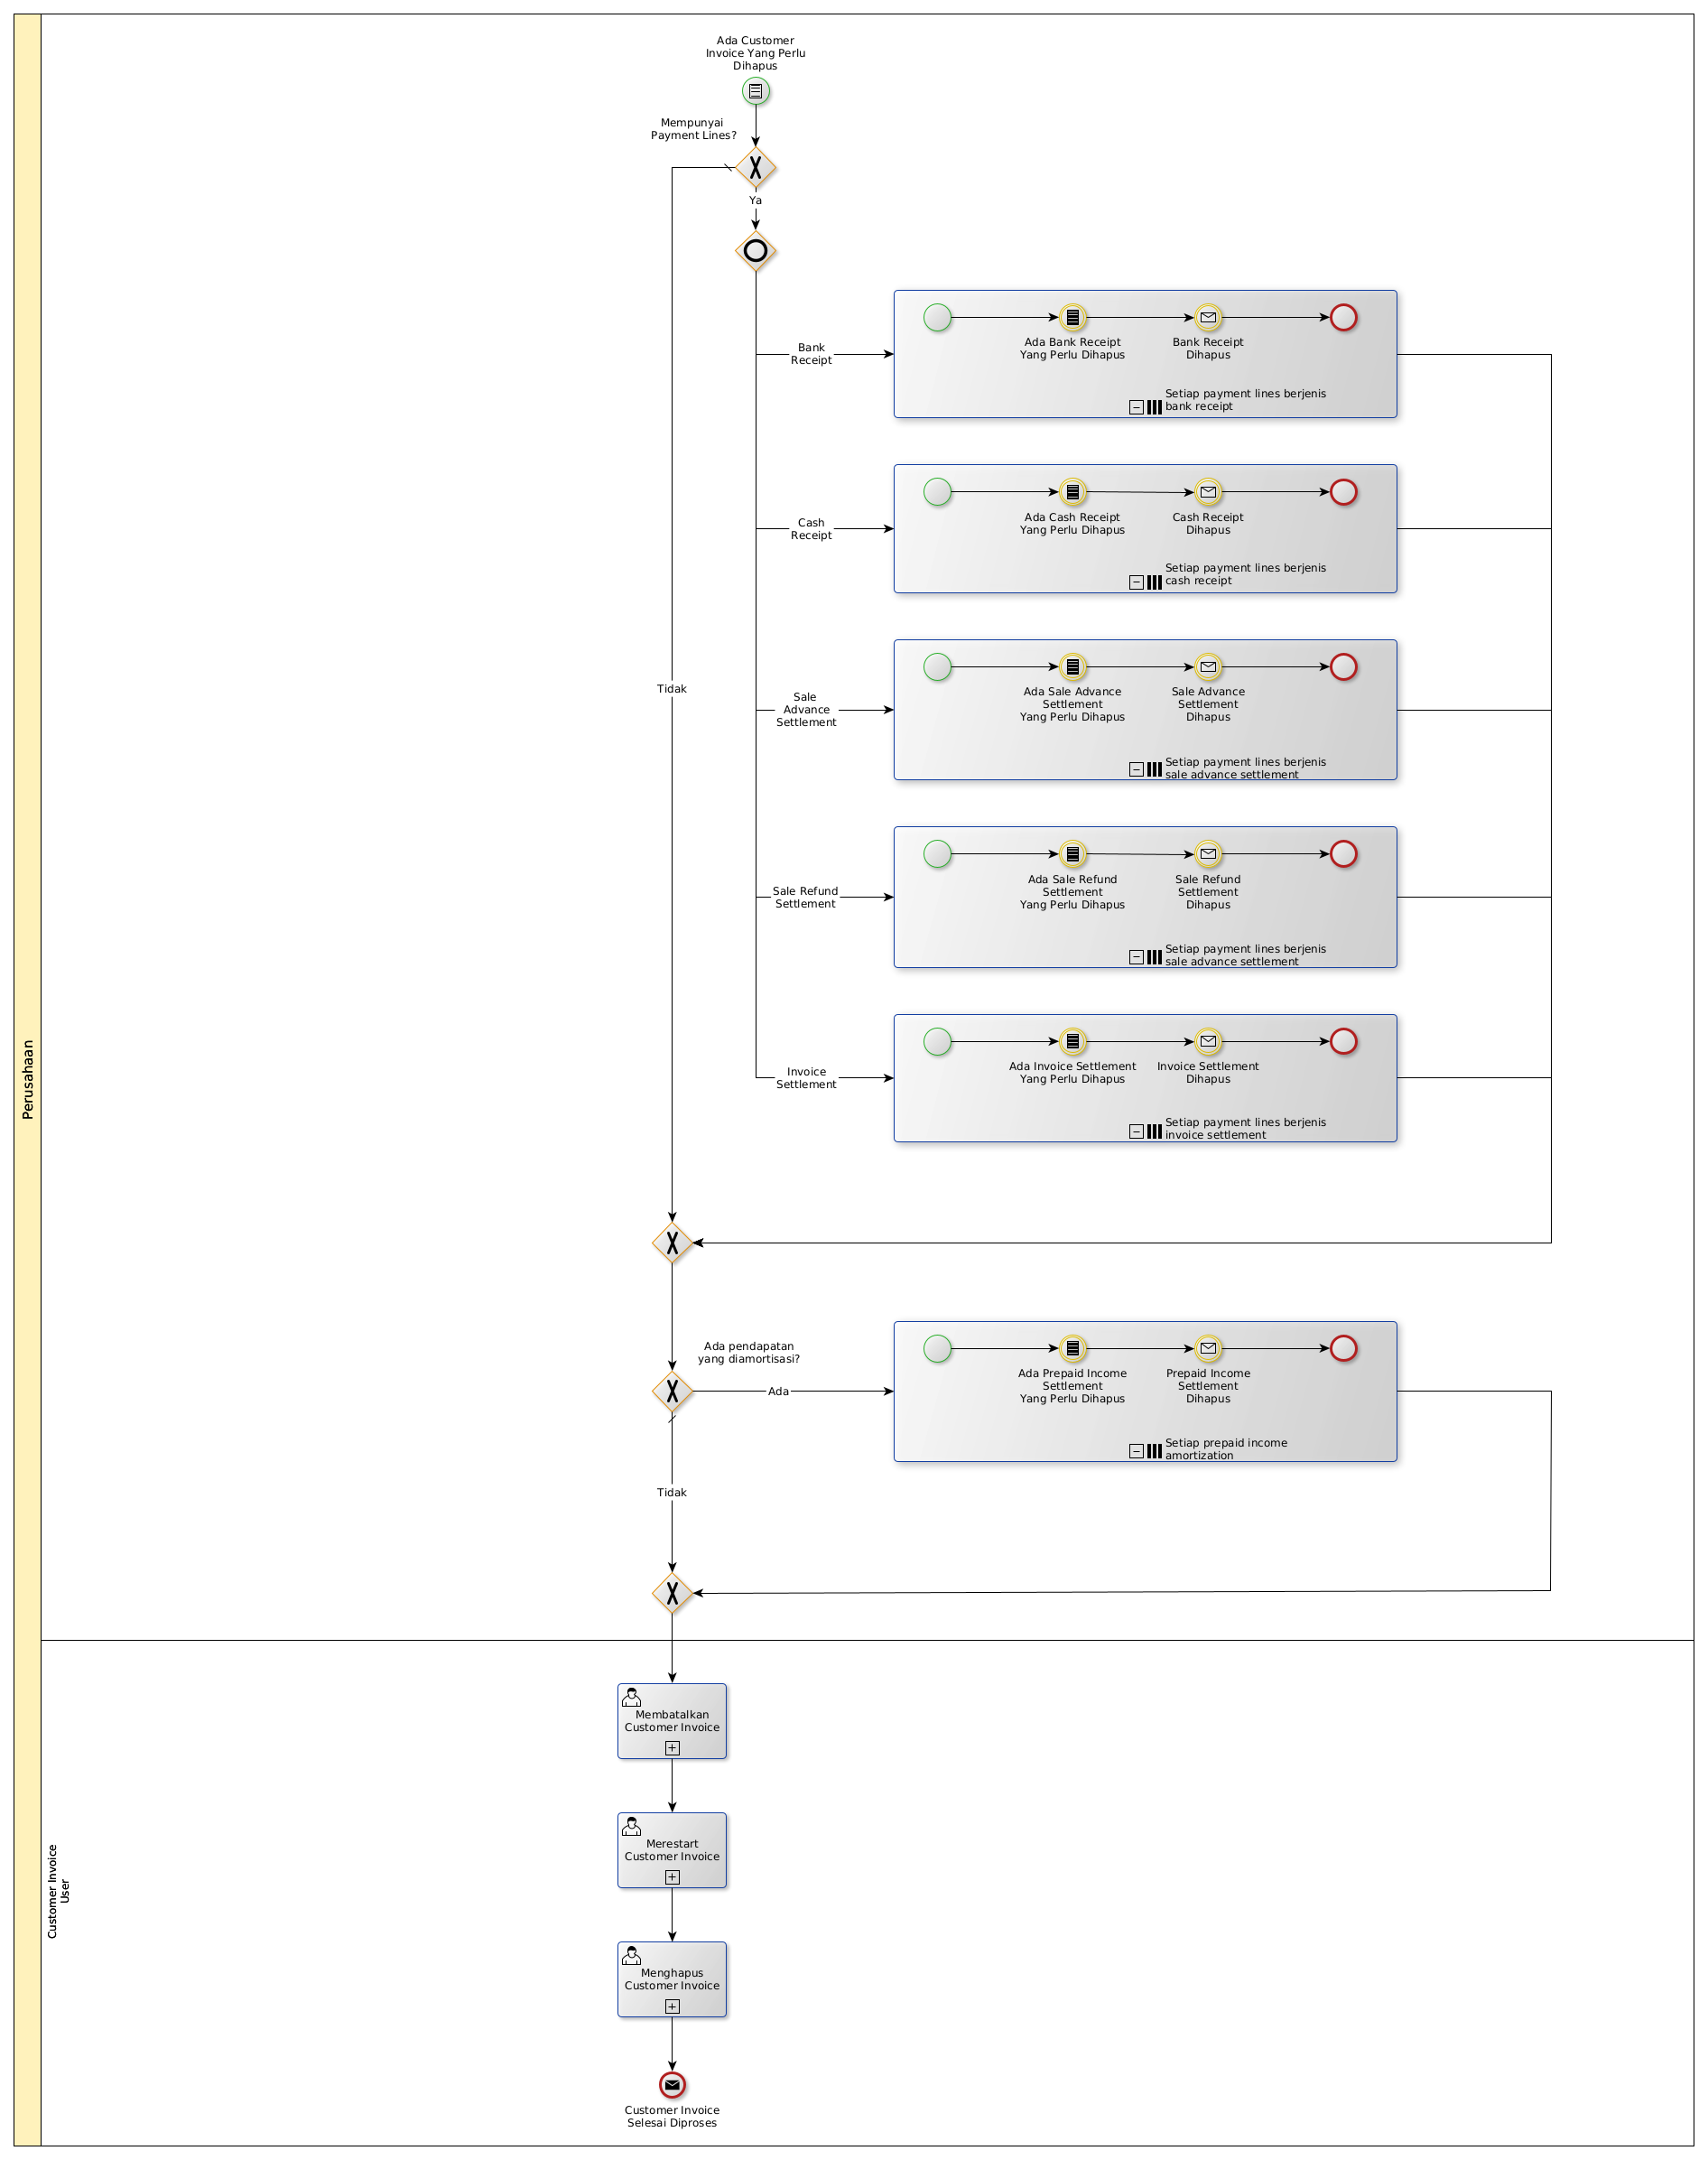 Ada Customer
Invoice Yang Perlu
Dihapus
Mempunyai
Payment Lines?
Ya
Bank
Receipt
Ada Bank Receipt
Yang Perlu Dihapus
Bank Receipt
Dihapus
Setiap payment lines berjenis
bank receipt
Cash
Receipt
Ada Cash Receipt
Yang Perlu Dihapus
Cash Receipt
Dihapus
Setiap payment lines berjenis
cash receipt
Tidak
Sale
Advance
Settlement
Ada Sale Advance
Settlement
Yang Perlu Dihapus
Sale Advance
Settlement
Dihapus
Setiap payment lines berjenis
sale advance settlement
Sale Refund
Settlement
Ada Sale Refund
Settlement
Yang Perlu Dihapus
Sale Refund
Settlement
Dihapus
Setiap payment lines berjenis
sale advance settlement
Invoice
Settlement
Ada Invoice Settlement
Yang Perlu Dihapus
Invoice Settlement
Dihapus
Setiap payment lines berjenis
invoice settlement
Perusahaan
Ada pendapatan
yang diamortisasi?
Ada
Ada Prepaid Income
Settlement
Yang Perlu Dihapus
Prepaid Income
Settlement
Dihapus
Setiap prepaid income
amortization
Tidak
Customer Invoice
User
Membatalkan
Customer Invoice
Merestart
Customer Invoice
Menghapus
Customer Invoice
Customer Invoice
Selesai Diproses